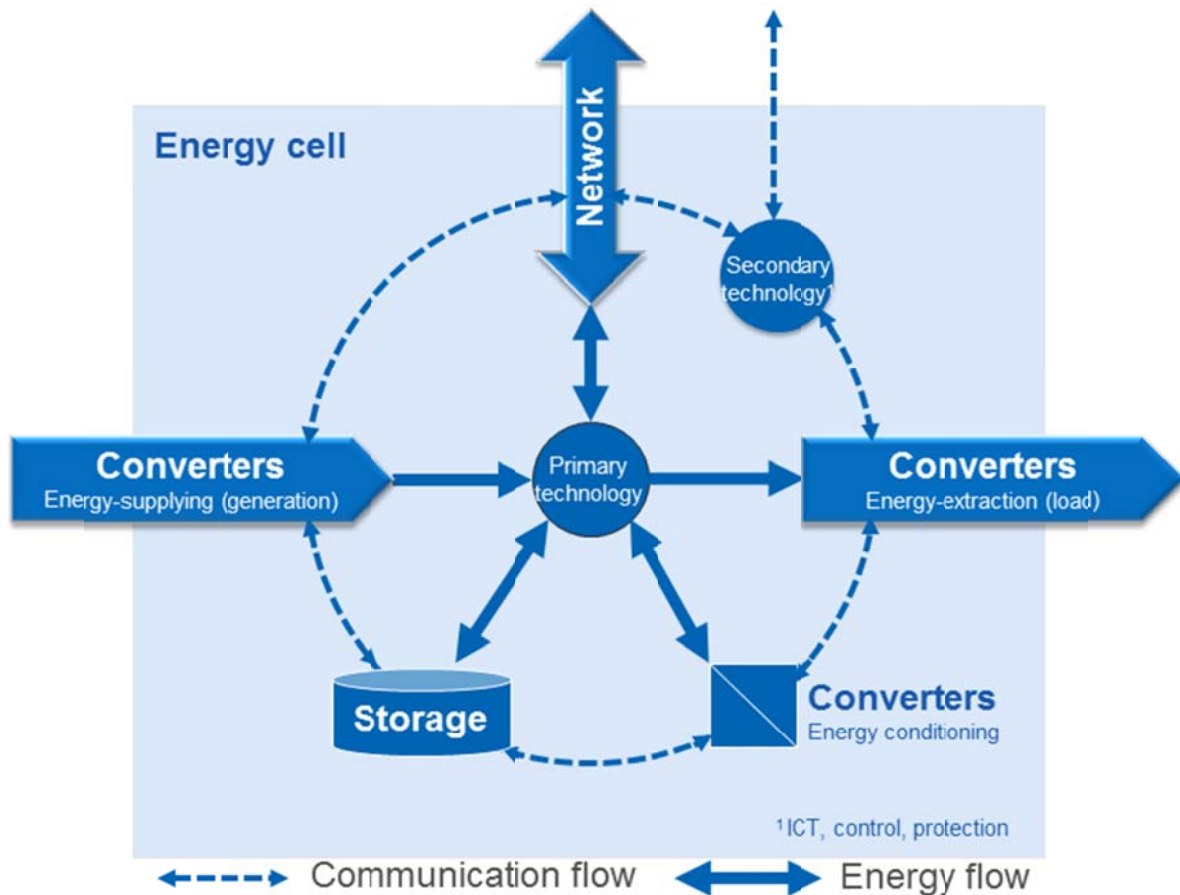 Energy cell
Network
Secondary
technology¹
Converters
Energy-supplying (generation)
Primary
technology
Converters
Energy-extraction (load)
Storage
Converters
Energy conditioning
¹ICT, control, protection
Communication flow
Energy flow